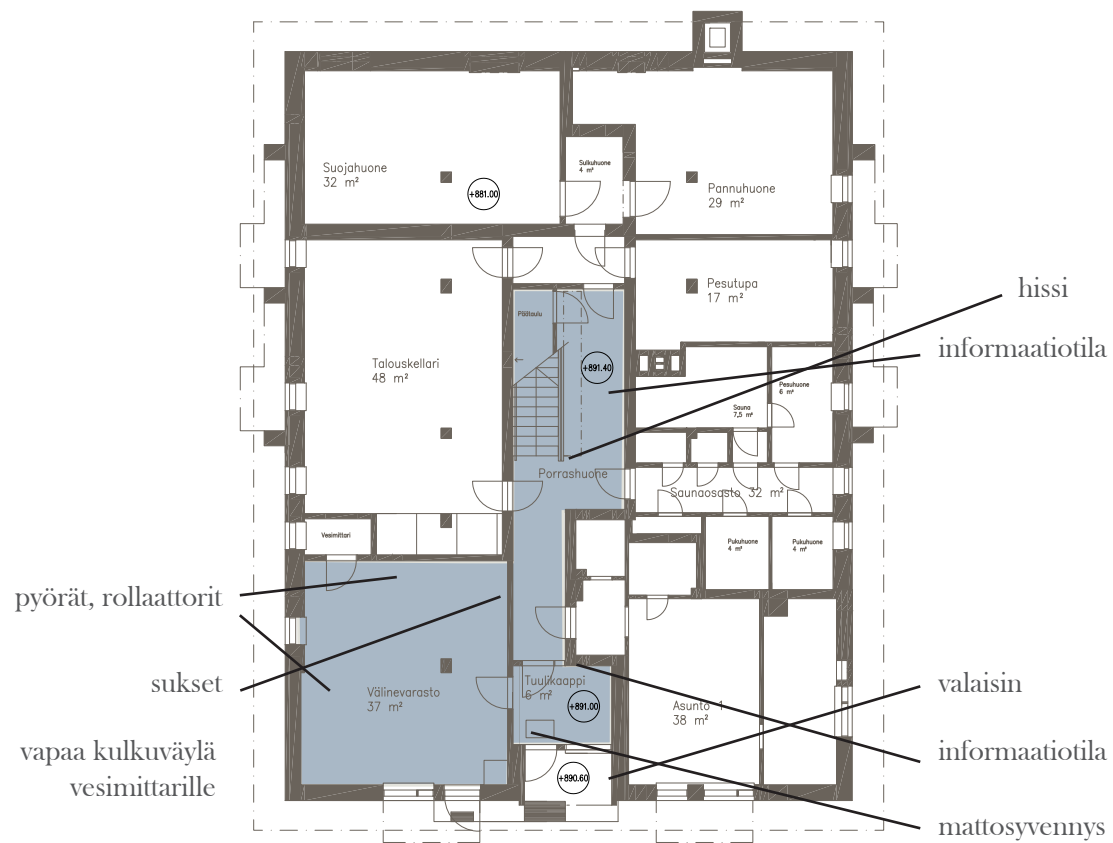 Suojahuone
32 m²
+881.00
Sulkuhuone
4 m²
Pannuhuone
29 m²
Pesutupa
17 m²
hissi
Päätaulu
informaatiotila
+891.40
Talouskellari
48 m²
Pesuhuone
6 m²
Sauna
7,5 m²
Porrashuone
Saunaosasto 32 m²
Vesimittari
Pukuhuone
4 m²
Pukuhuone
4 m²
pyörät, rollaattorit
sukset
Välinevarasto
37 m²
Tuulikaappi
6 m²
+891.00
Asunto 1
38 m²
valaisin
vapaa kulkuväylä
vesimittarille
informaatiotila
+890.60
mattosyvennys